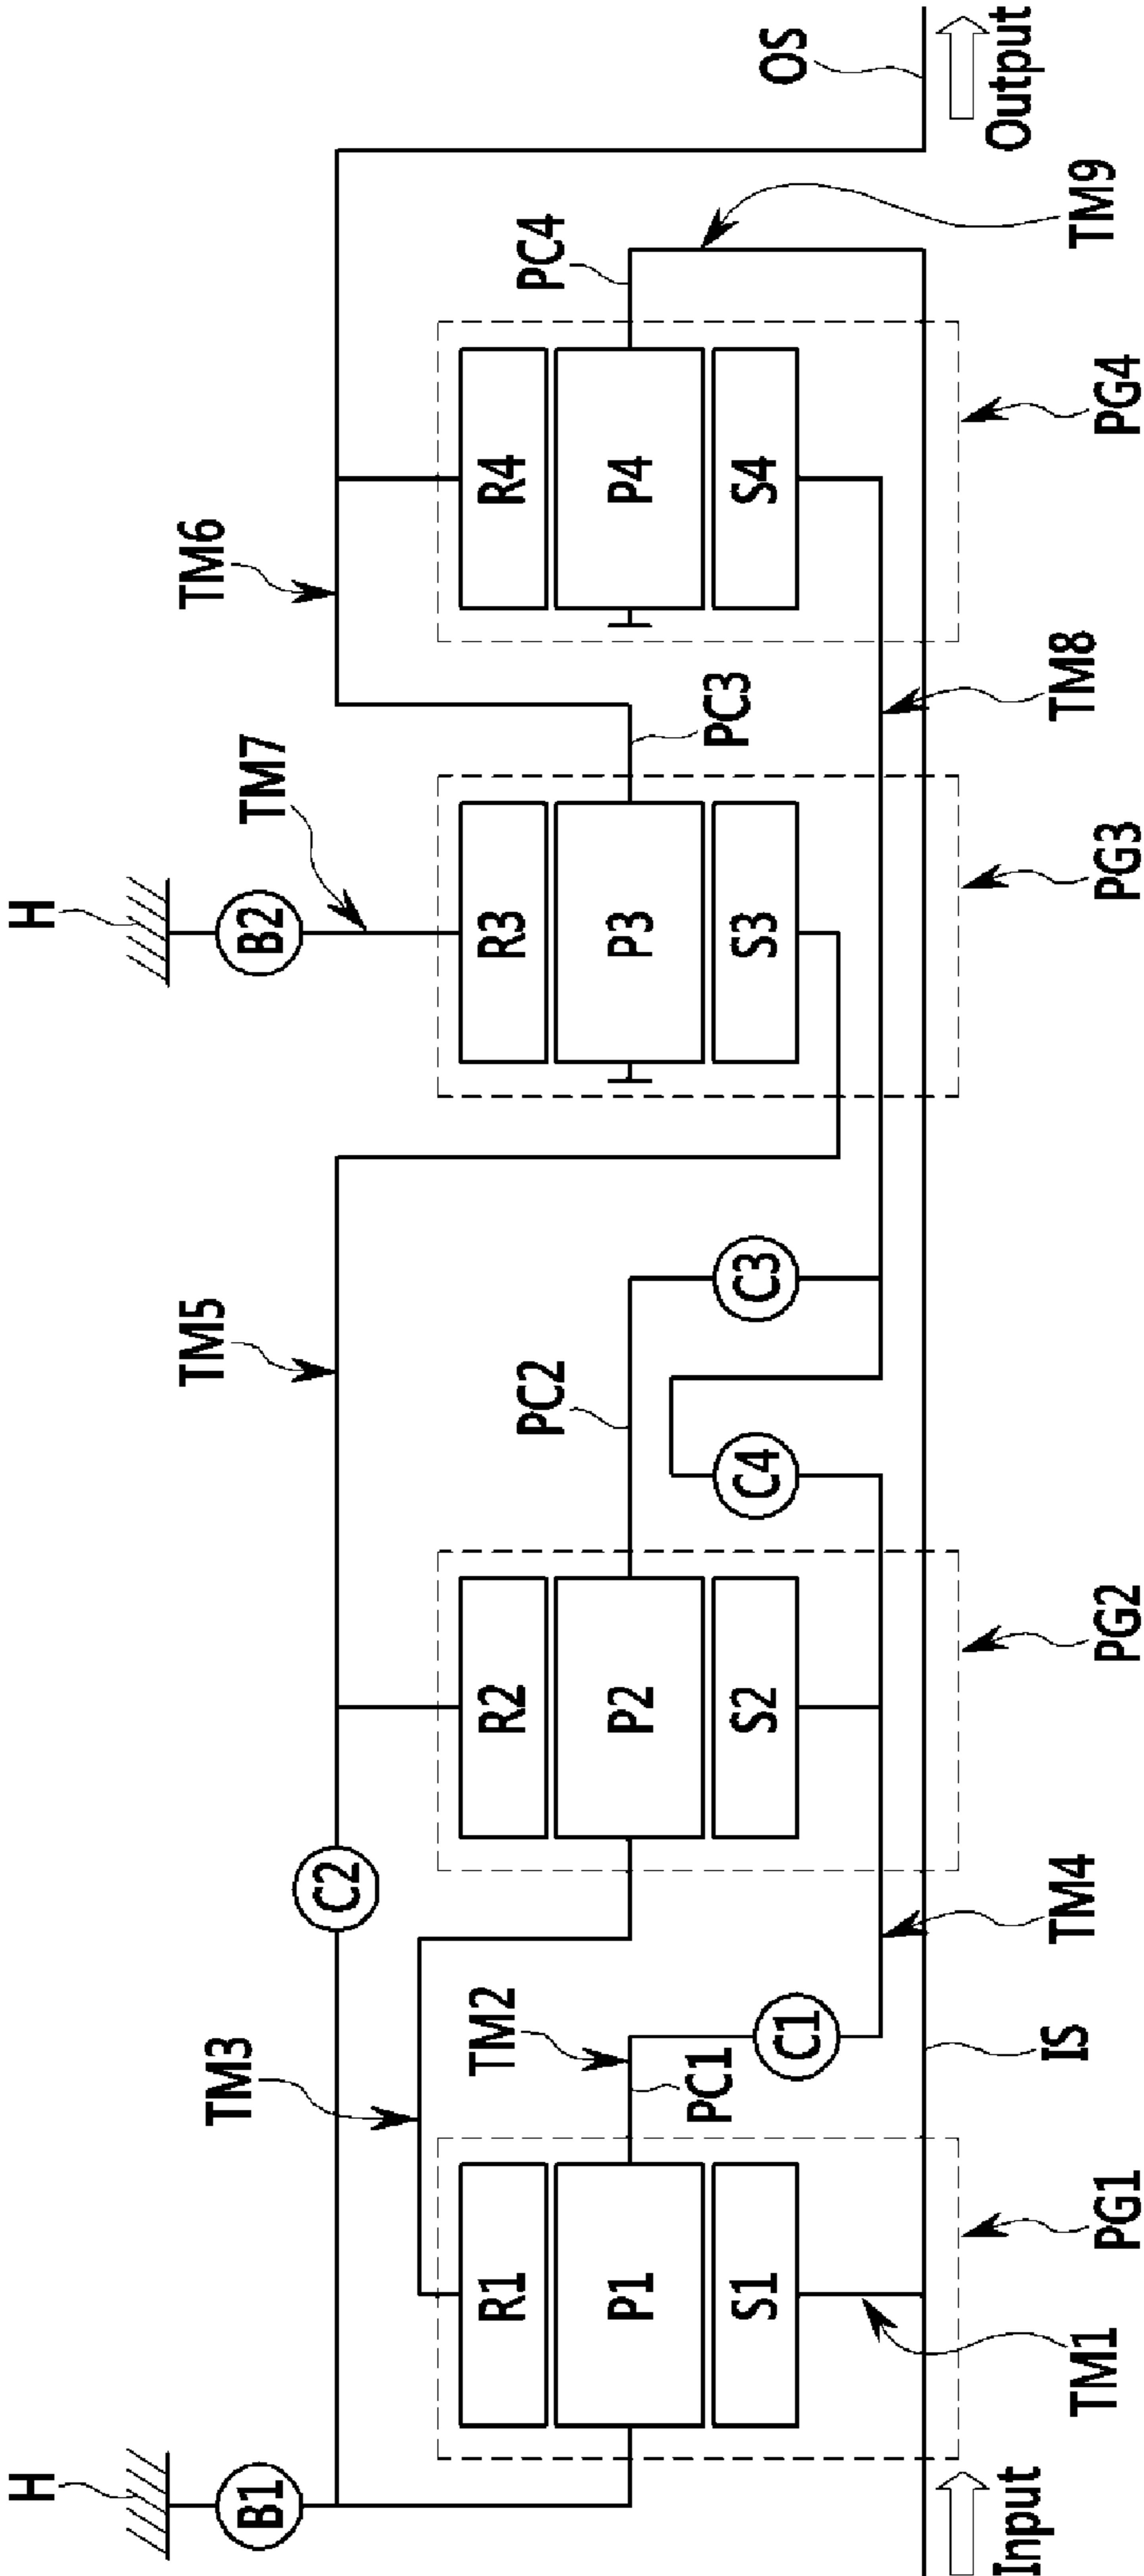 H
B1
H
B2
TM7
TM5
TM6
C2
TM3
TM2
PC1
PC2
PC3
PC4
OS
R1
P1
S1
R2
P2
S2
R3
P3
S3
R4
P4
S4
C1
C4
C3
Input
TM1
PG1
IS
TM4
PG2
PG3
TM8
PG4
TM9
Output